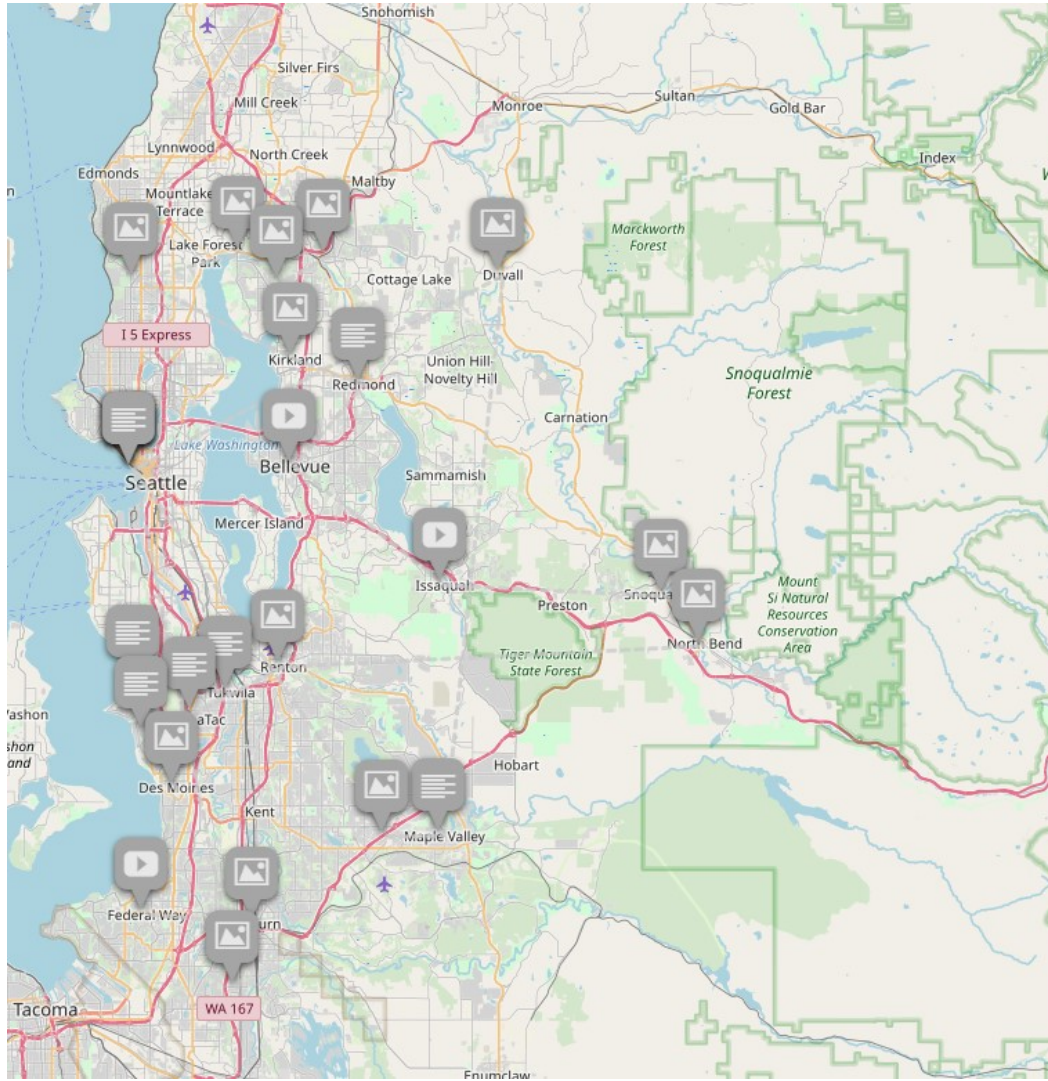 Snohomish
Silver Firs
Mill Creek
Monroe
Sultan
Gold Bar
Lynnwood
North Creek
Index
Edmonds
Maltby
Mountlake
Terrace
Marckworth
Forest
Lake Forest
Park
Cottage Lake
Duvall
I 5 Express
Kirkland
Redmond
Union Hill-
Novelty Hill
Snoqualmie
Forest
Carnation
Lake Washington
Bellevue
Sammamish
Seattle
Mercer Island
Issaquah
Preston
Snoqua
Mount
Si Natural
Resources
Conservation
Area
North Bend
Tiger Mountain
State Forest
Renton
Tukwila
aTac
Hobart
Des Moines
Kent
Maple Valley
Federal Way
urn
WA 167
Tacoma
Enumclaw